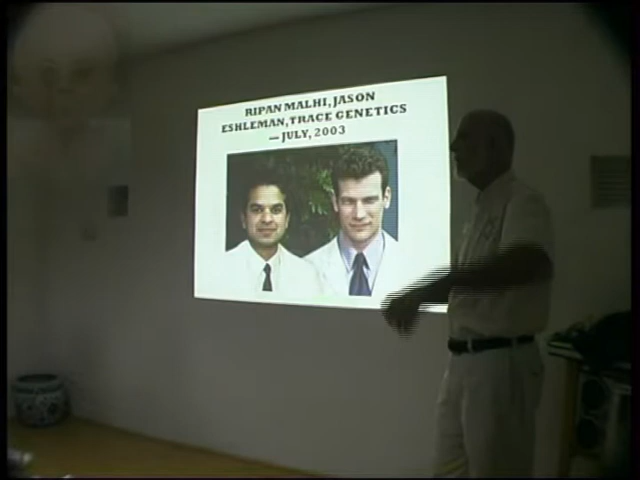 RIPAN MALHI, JASON
ESHLEMAN, TRACE GENETICS
— JULY, 2003